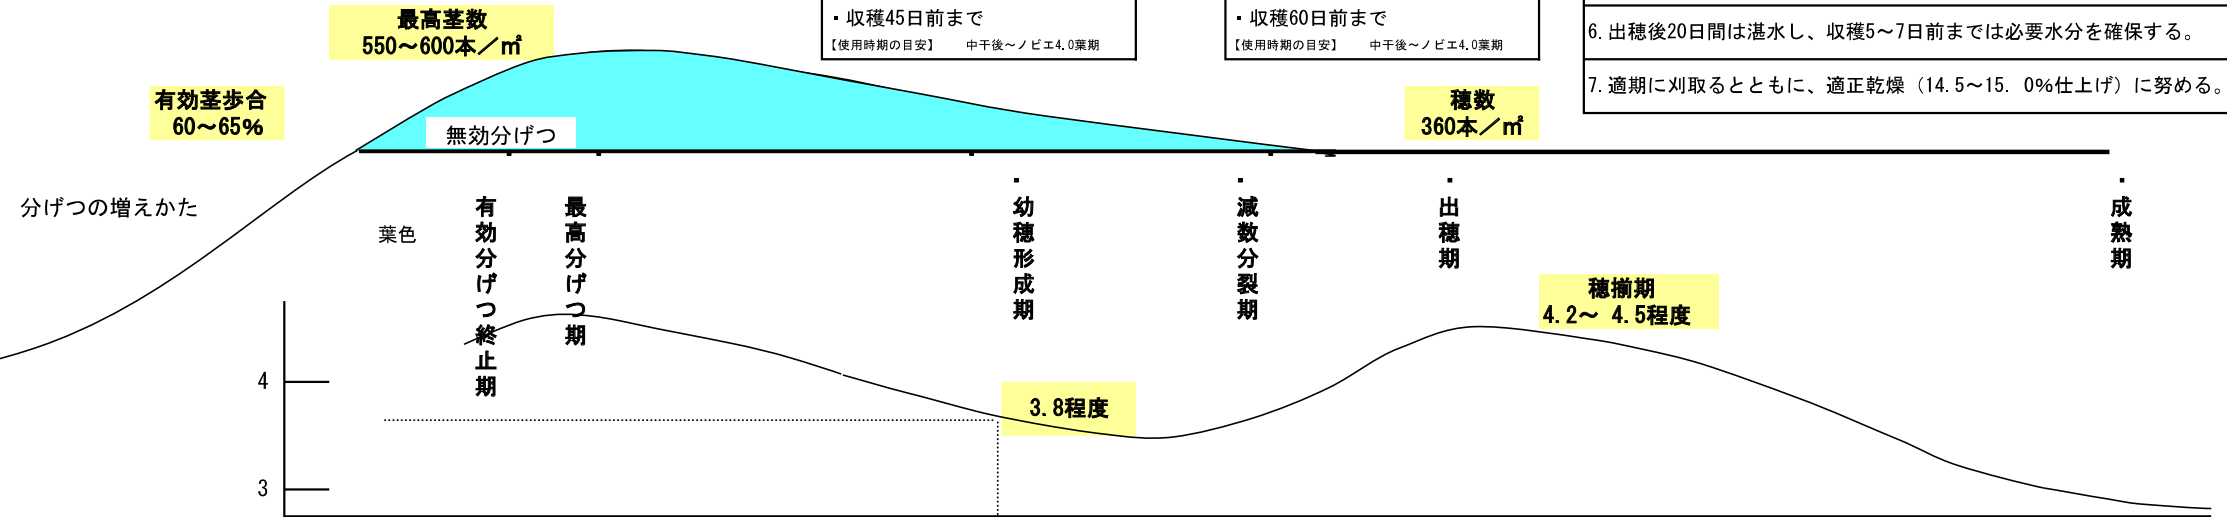 最高茎数
550～600本／㎡
・収穫45日前まで
【使用時期の目安】　中干後～ノビエ4.0葉期
・収穫60日前まで
【使用時期の目安】　中干後～ノビエ4.0葉期
6.出穂後20日間は湛水し、収穫5～7日前までは必要水分を確保する。
7.適期に刈取るとともに、適正乾燥（14.5～15. 0%仕上げ）に努める。
有効茎歩合
60～65%
穂数
360本／㎡
無効分げつ
分げつの増えかた
葉色
有効分げつ終止期
最高分げつ期
・幼穂形成期
・減数分裂期
・出穂期
・成熟期
穂揃期
4.2～ 4.5程度
4
3.8程度
3